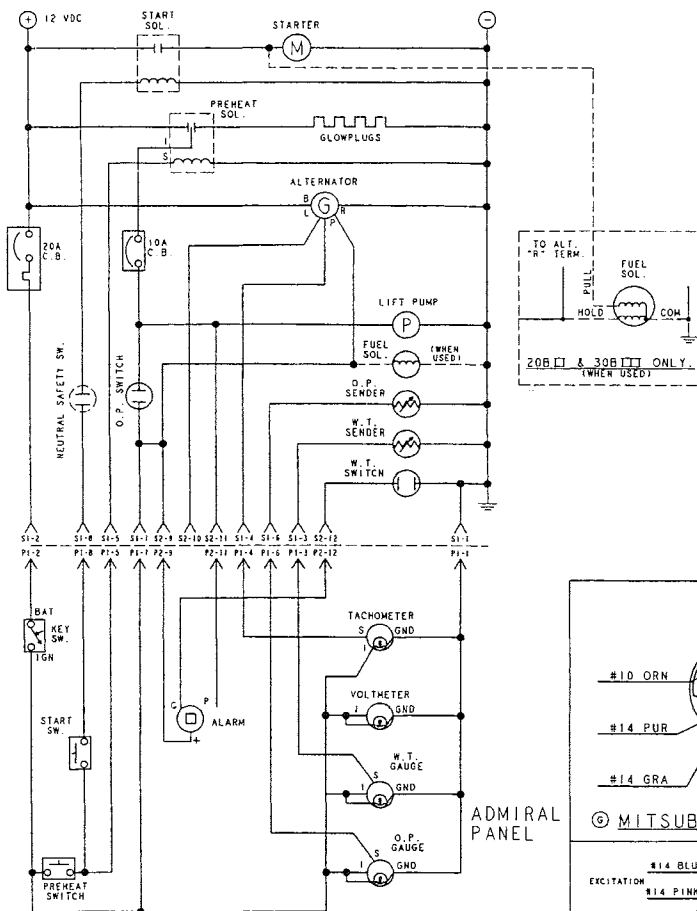 + 12 VDC
START
SOL.
STARTER
M
−
PREHEAT
SOL.
I
S
GLOWPLUGS
ALTERNATOR
B
L
G
R
P
20A
C.B.
10A
C.B.
TO ALT.
"R" TERM.
PULL
FUEL
SOL.
HOLD
COM
20B & 30B ONLY.
(WHEN USED)
LIFT PUMP
P
FUEL
SOL.
(WHEN
USED)
NEUTRAL SAFETY SW.
O.P. SWITCH
O.P.
SENDER
W.T.
SENDER
W.T.
SWITCH
S1-2 S1-8 S1-5 S1-7 S2-9 S2-10 S2-11 S1-4 S1-6 S1-3 S2-12 S1-1
P1-2 P1-8 P1-5 P1-7 P2-9 P2-11 P1-4 P1-6 P1-3 P2-12 P1-1
BAT
KEY
SW.
IGN
START
SW.
PREHEAT
SWITCH
G
P
+
ALARM
TACHOMETER
S
I
GND
VOLTMETER
I
GND
W.T.
GAUGE
S
I
GND
O.P.
GAUGE
S
I
GND
ADMIRAL
PANEL
#10 ORN
#14 PUR
#14 GRA
G MITSUB
#14 BLU
EXCITATION
#14 PINK